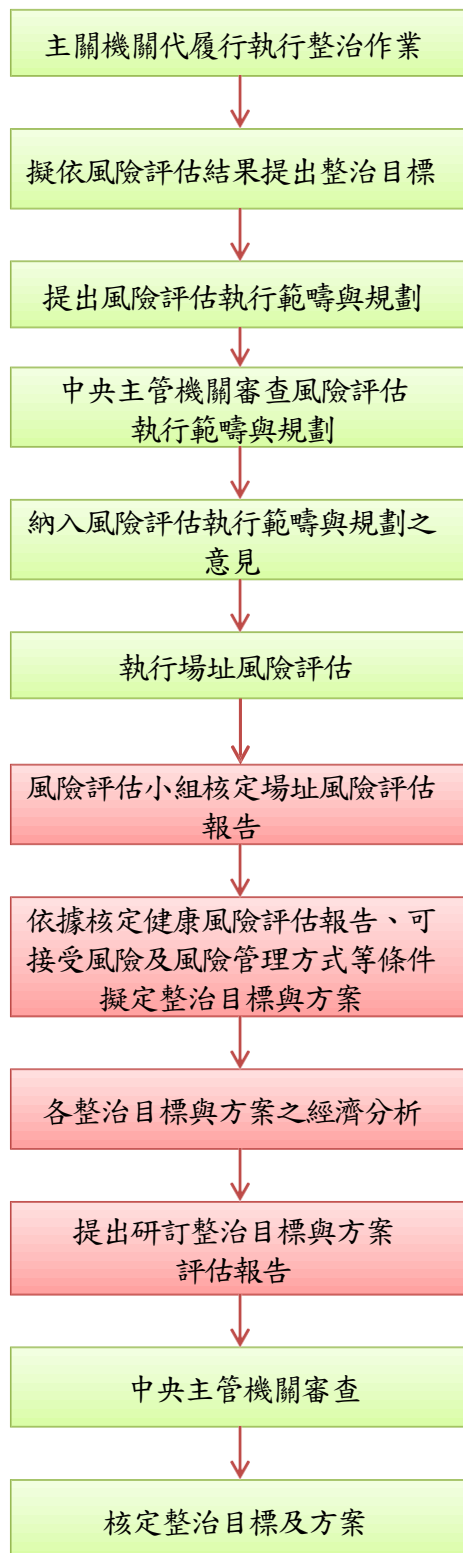 主關機關代履行執行整治作業
擬依風險評估結果提出整治目標
提出風險評估執行範疇與規劃
中央主管機關審查風險評估
執行範疇與規劃
納入風險評估執行範疇與規劃之
意見
執行場址風險評估
風險評估小組核定場址風險評估
報告
依據核定健康風險評估報告、可
接受風險及風險管理方式等條件
擬定整治目標與方案
各整治目標與方案之經濟分析
提出研訂整治目標與方案
評估報告
中央主管機關審查
核定整治目標及方案